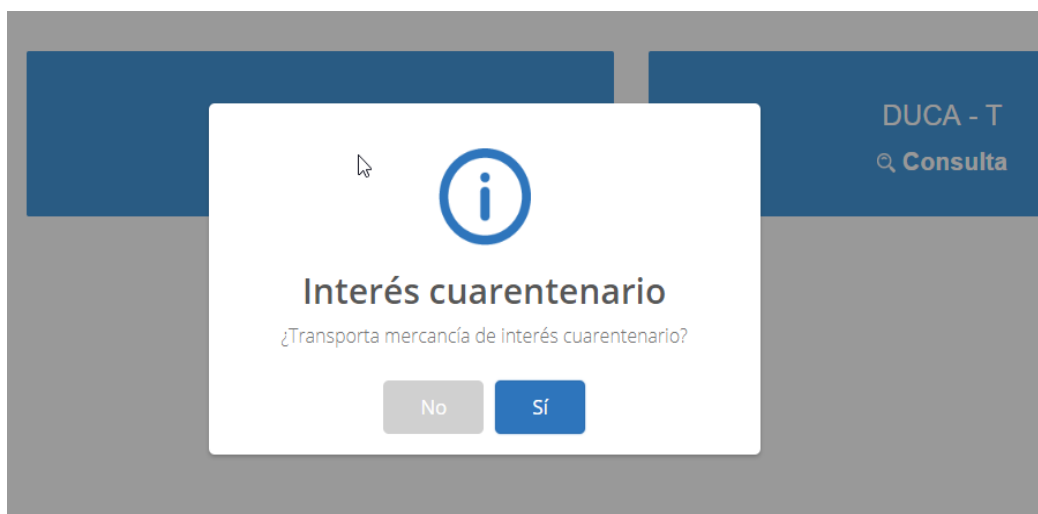 DUCA - T
Consulta
Interés cuarentenario
¿Transporta mercancía de interés cuarentenario?
No
Sí